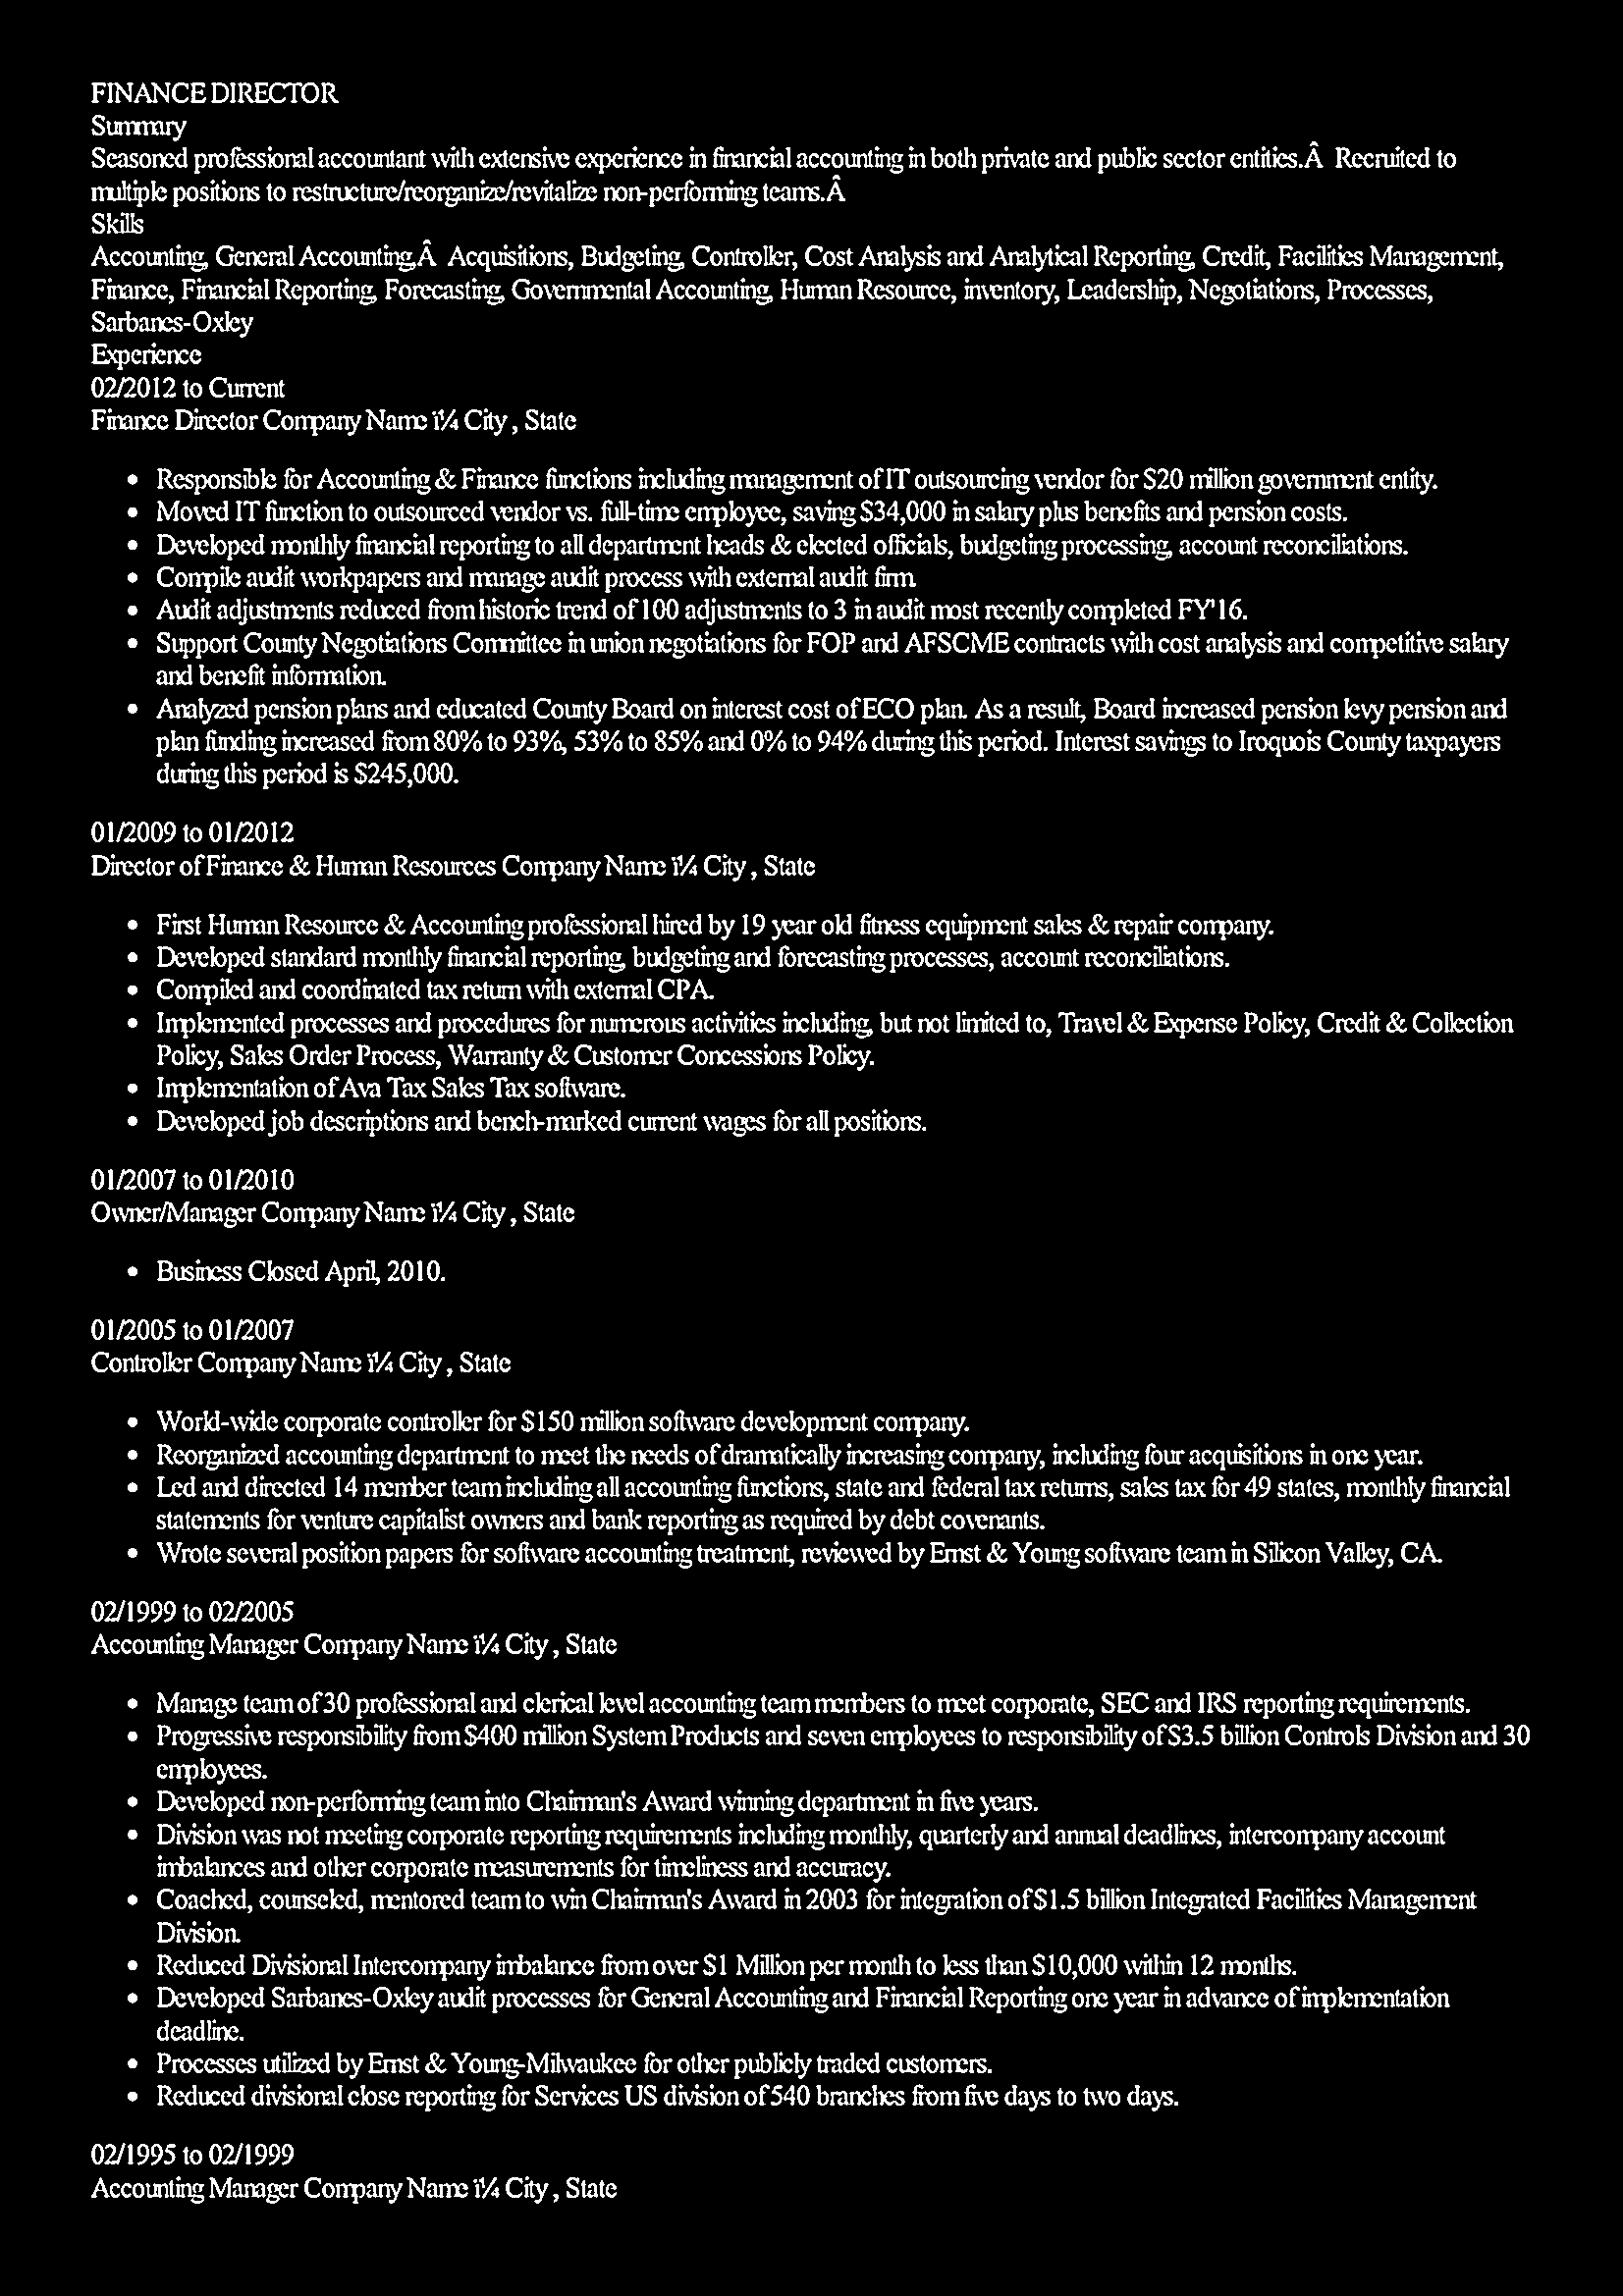 FINANCE DIRECTOR
Summary
Seasoned professional accountant with extensive experience in financial accounting in both private and public sector entities.Â  Recruited to
multiple positions to restructure/reorganize/revitalize non-performing teams.Â
Skills
Accounting, General Accounting,Â  Acquisitions, Budgeting, Controller, Cost Analysis and Analytical Reporting, Credit, Facilities Management,
Finance, Financial Reporting, Forecasting, Governmental Accounting, Human Resource, inventory, Leadership, Negotiations, Processes,
Sarbanes-Oxley
Experience
02/2012 to Current
Finance Director Company Name ï¼ City , State
• Responsible for Accounting & Finance functions including management of IT outsourcing vendor for $20 million government entity.
• Moved IT function to outsourced vendor vs. full-time employee, saving $34,000 in salary plus benefits and pension costs.
• Developed monthly financial reporting to all department heads & elected officials, budgeting processing, account reconciliations.
• Compile audit workpapers and manage audit process with external audit firm.
• Audit adjustments reduced from historic trend of 100 adjustments to 3 in audit most recently completed FY'16.
• Support County Negotiations Committee in union negotiations for FOP and AFSCME contracts with cost analysis and competitive salary
and benefit information.
• Analyzed pension plans and educated County Board on interest cost of ECO plan. As a result, Board increased pension levy pension and
plan funding increased from 80% to 93%, 53% to 85% and 0% to 94% during this period. Interest savings to Iroquois County taxpayers
during this period is $245,000.
01/2009 to 01/2012
Director of Finance & Human Resources Company Name ï¼ City , State
• First Human Resource & Accounting professional hired by 19 year old fitness equipment sales & repair company.
• Developed standard monthly financial reporting, budgeting and forecasting processes, account reconciliations.
• Compiled and coordinated tax return with external CPA.
• Implemented processes and procedures for numerous activities including, but not limited to, Travel & Expense Policy, Credit & Collection
Policy, Sales Order Process, Warranty & Customer Concessions Policy.
• Implementation of Ava Tax Sales Tax software.
• Developed job descriptions and bench-marked current wages for all positions.
01/2007 to 01/2010
Owner/Manager Company Name ï¼ City , State
• Business Closed April, 2010.
01/2005 to 01/2007
Controller Company Name ï¼ City , State
• World-wide corporate controller for $150 million software development company.
• Reorganized accounting department to meet the needs of dramatically increasing company, including four acquisitions in one year.
• Led and directed 14 member team including all accounting functions, state and federal tax returns, sales tax for 49 states, monthly financial
statements for venture capitalist owners and bank reporting as required by debt covenants.
• Wrote several position papers for software accounting treatment, reviewed by Ernst & Young software team in Silicon Valley, CA.
02/1999 to 02/2005
Accounting Manager Company Name ï¼ City , State
• Manage team of 30 professional and clerical level accounting team members to meet corporate, SEC and IRS reporting requirements.
• Progressive responsibility from $400 million System Products and seven employees to responsibility of $3.5 billion Controls Division and 30
employees.
• Developed non-performing team into Chairman's Award winning department in five years.
• Division was not meeting corporate reporting requirements including monthly, quarterly and annual deadlines, intercompany account
imbalances and other corporate measurements for timeliness and accuracy.
• Coached, counseled, mentored team to win Chairman's Award in 2003 for integration of $1.5 billion Integrated Facilities Management
Division.
• Reduced Divisional Intercompany imbalance from over $1 Million per month to less than $10,000 within 12 months.
• Developed Sarbanes-Oxley audit processes for General Accounting and Financial Reporting one year in advance of implementation
deadline.
• Processes utilized by Ernst & Young-Milwaukee for other publicly traded customers.
• Reduced divisional close reporting for Services US division of 540 branches from five days to two days.
02/1995 to 02/1999
Accounting Manager Company Name ï¼ City , State